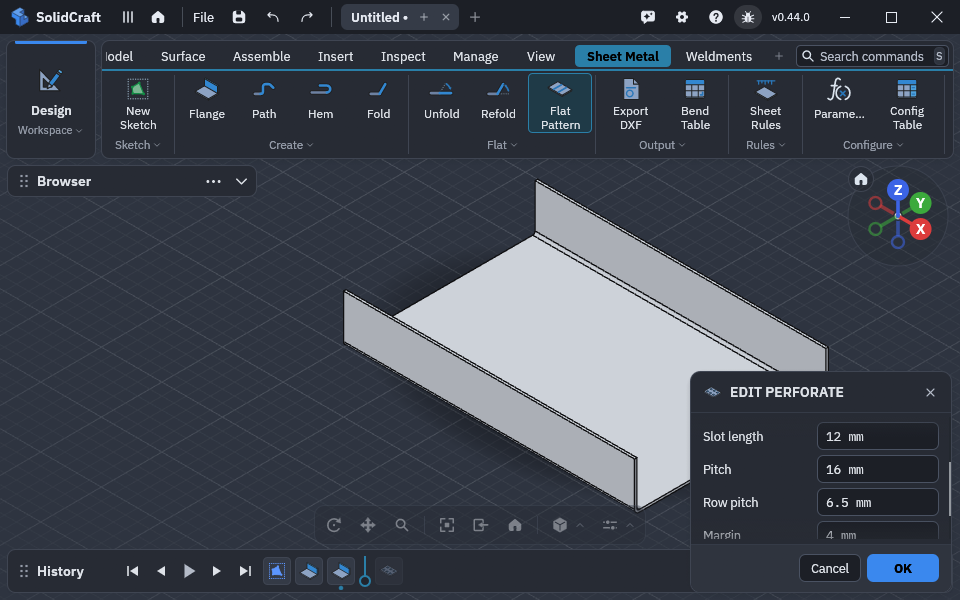 SolidCraft
File
Untitled •
v0.44.0
Design
Workspace
odel
Surface
Assemble
Insert
Inspect
Manage
View
Sheet Metal
Weldments
Search commands
S
New Sketch
Flange
Path
Hem
Fold
Unfold
Refold
Flat Pattern
Export DXF
Bend Table
Sheet Rules
Parame...
Config Table
Sketch
Create
Flat
Output
Rules
Configure
Browser
Z
Y
X
EDIT PERFORATE
Slot length
12 mm
Pitch
16 mm
Row pitch
6.5 mm
Margin
4 mm
Cancel
OK
History